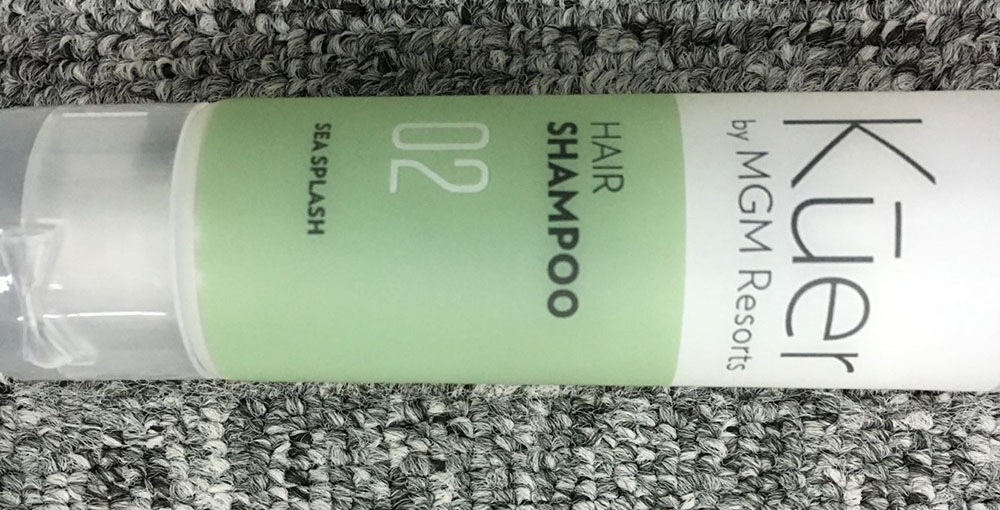 Kūer
by MGM Resorts
HAIR
SHAMPOO
02
SEA SPLASH